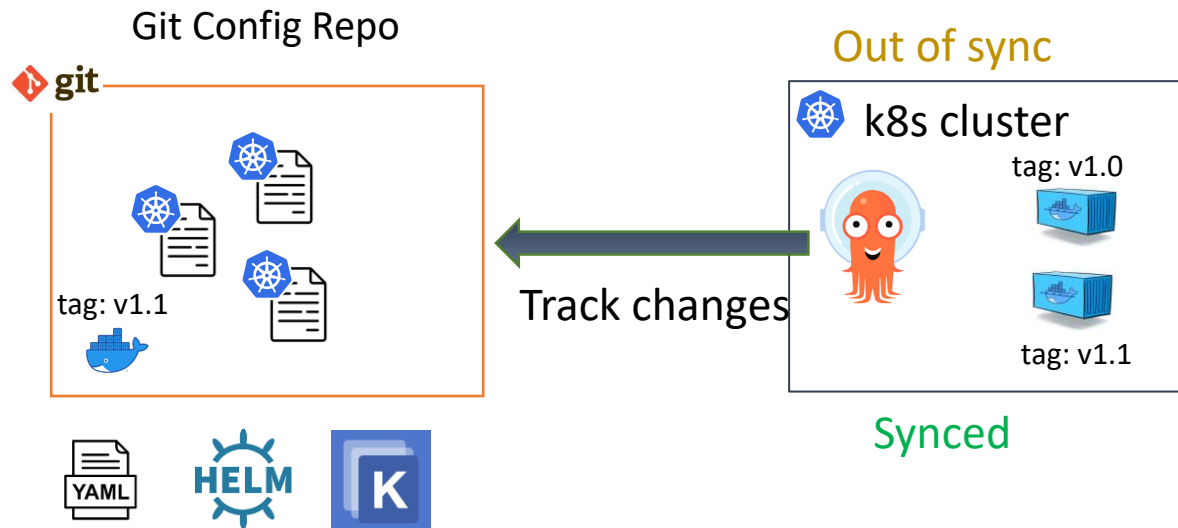 Git Config Repo
git
tag: v1.1
YAML
HELM
K
Track changes
Out of sync
k8s cluster
tag: v1.0
tag: v1.1
Synced